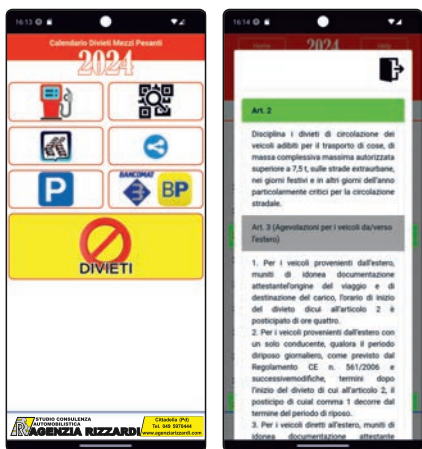 16:13
Calendario Divieti Mezzi Pesanti
2024
P
BANCOMAT
BP
DIVIETI
STUDIO CONSULENZA
AUTOMOBILISTICA
AGENZIA RIZZARDI
Cittadella (Pd)
Tel. 049 5975444
www.agenziarizzardi.com
16:14
2024
Art. 2
Disciplina i divieti di circolazione dei
veicoli adibiti per il trasporto di cose, di
massa complessiva massima autorizzata
superiore a 7,5 t, sulle strade extraurbane,
nei giorni festivi e in altri giorni dell'anno
particolarmente critici per la circolazione
stradale.
Art. 3 (Agevolazioni per i veicoli da/verso
l'estero)
1. Per i veicoli provenienti dall'estero,
muniti di idonea documentazione
attestantel'origine del viaggio e di
destinazione del carico, l'orario di inizio
del divieto dicui all'articolo 2 è
posticipato di ore quattro.
2. Per i veicoli provenienti dall'estero con
un solo conducente, qualora il periodo
diriposo giornaliero, come previsto dal
Regolamento CE n. 561/2006 e
successivemodifiche, termini dopo
l'inizio del divieto di cui all'articolo 2, il
posticipo di cuial comma 1 decorre dal
termine del periodo di riposo.
3. Per i veicoli diretti all'estero, muniti di
idonea documentazione attestante